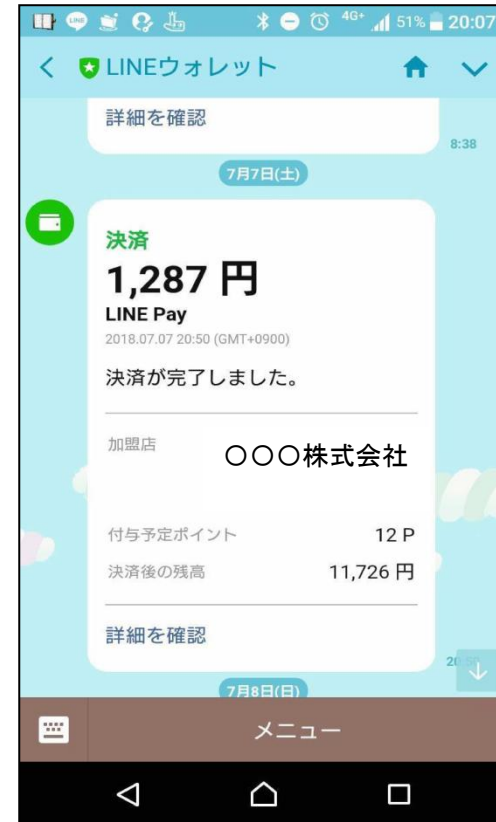 4G+ 51% 20:07
LINEウォレット
詳細を確認
8:38
7月7日(土)
決済
1,287 円
LINE Pay
2018.07.07 20:50 (GMT+0900)
決済が完了しました。
加盟店
〇〇〇株式会社
付与予定ポイント 12 P
決済後の残高 11,726 円
詳細を確認
7月8日(日)
メニュー